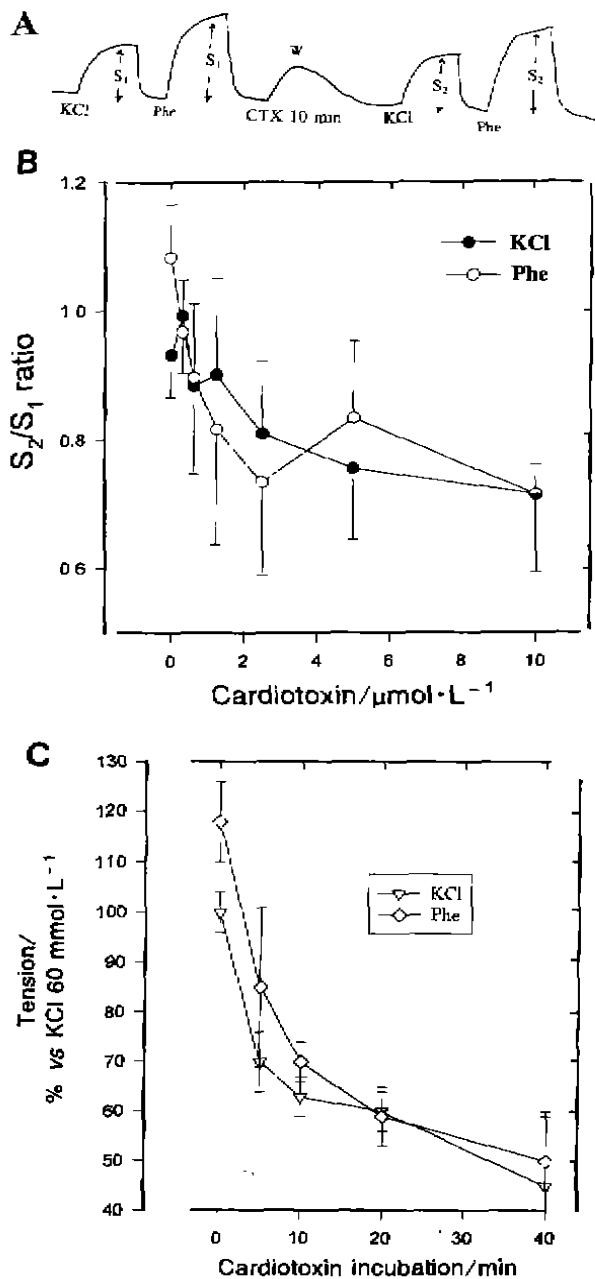 A
S1 S1 S2 S2
KCl Phe CTX 10 min KCl Phe
B
1.2
1.0
0.8
0 6
S2/S1 ratio
KCl
Phe
0 2 4 6 8 10
Cardiotoxin/μmol·L⁻¹
C
130
120
110
100
90
80
70
60
50
40
Tension/
% vs KCl 60 mmol·L⁻¹
KCl
Phe
0 10 20 30 40
Cardiotoxin incubation/min